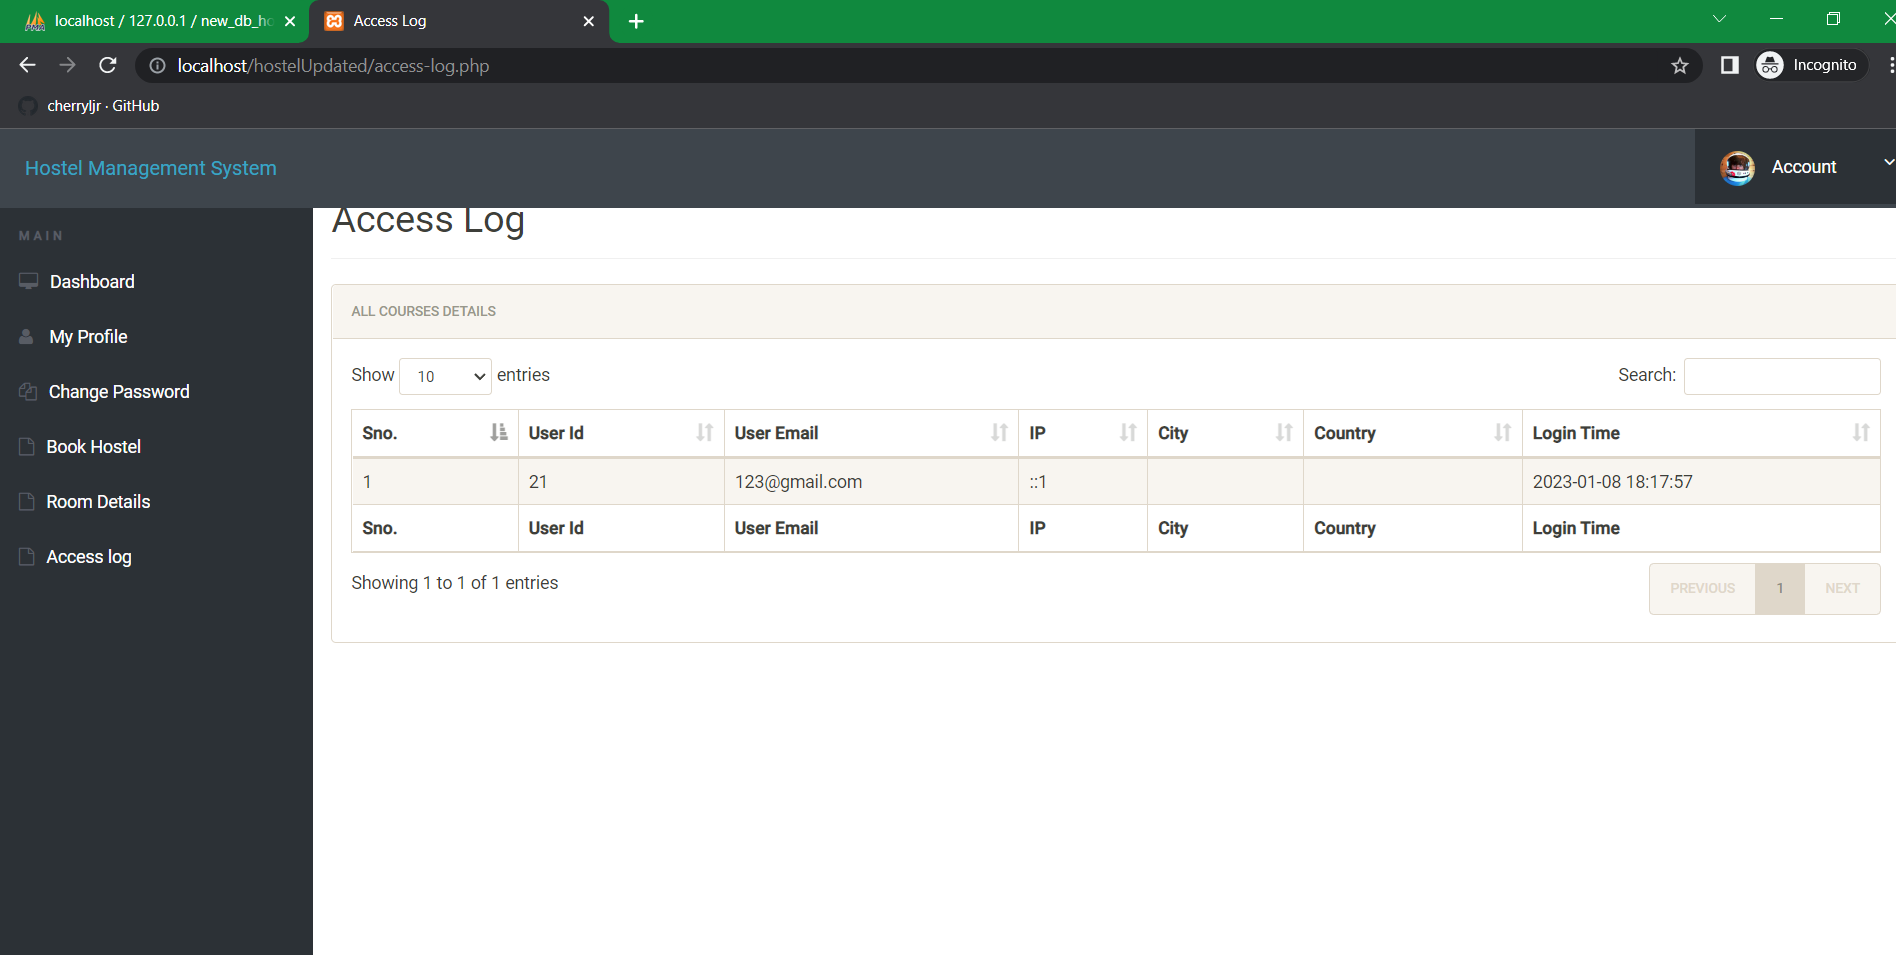 localhost / 127.0.0.1 / new_db_ho
Access Log
localhost/hostelUpdated/access-log.php
Incognito
cherryljr · GitHub
Hostel Management System
Account
MAIN
Dashboard
My Profile
Change Password
Book Hostel
Room Details
Access log
Access Log
ALL COURSES DETAILS
Show 10 entries
Search:
Sno. User Id User Email IP City Country Login Time
1 21 123@gmail.com ::1 2023-01-08 18:17:57
Sno. User Id User Email IP City Country Login Time
Showing 1 to 1 of 1 entries
PREVIOUS 1 NEXT